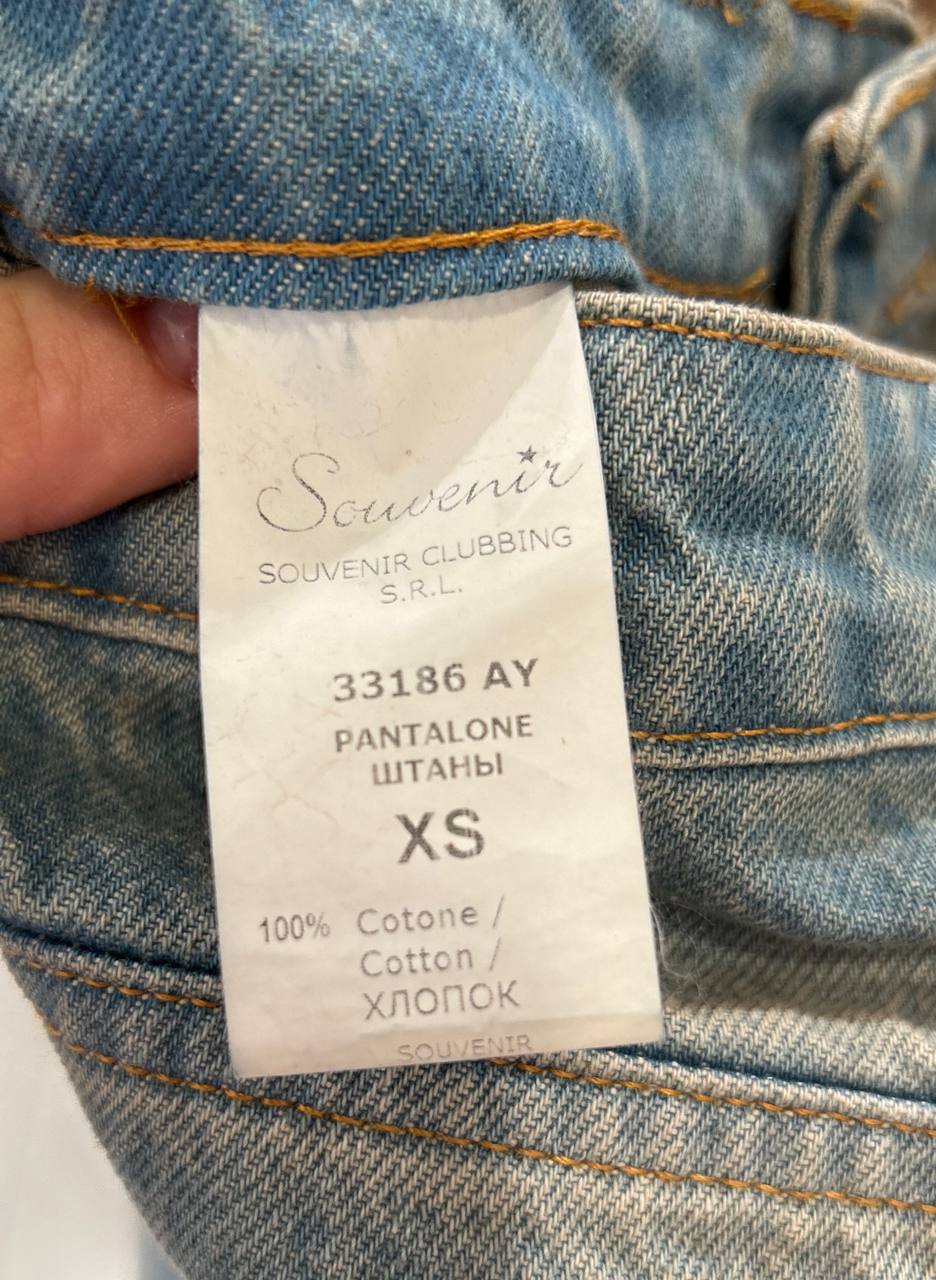 Souvenir
SOUVENIR CLUBBING
S.R.L.
33186 AY
PANTALONE
ШТАНЫ
XS
100% Cotone /
Cotton /
ХЛОПОК
SOUVENIR